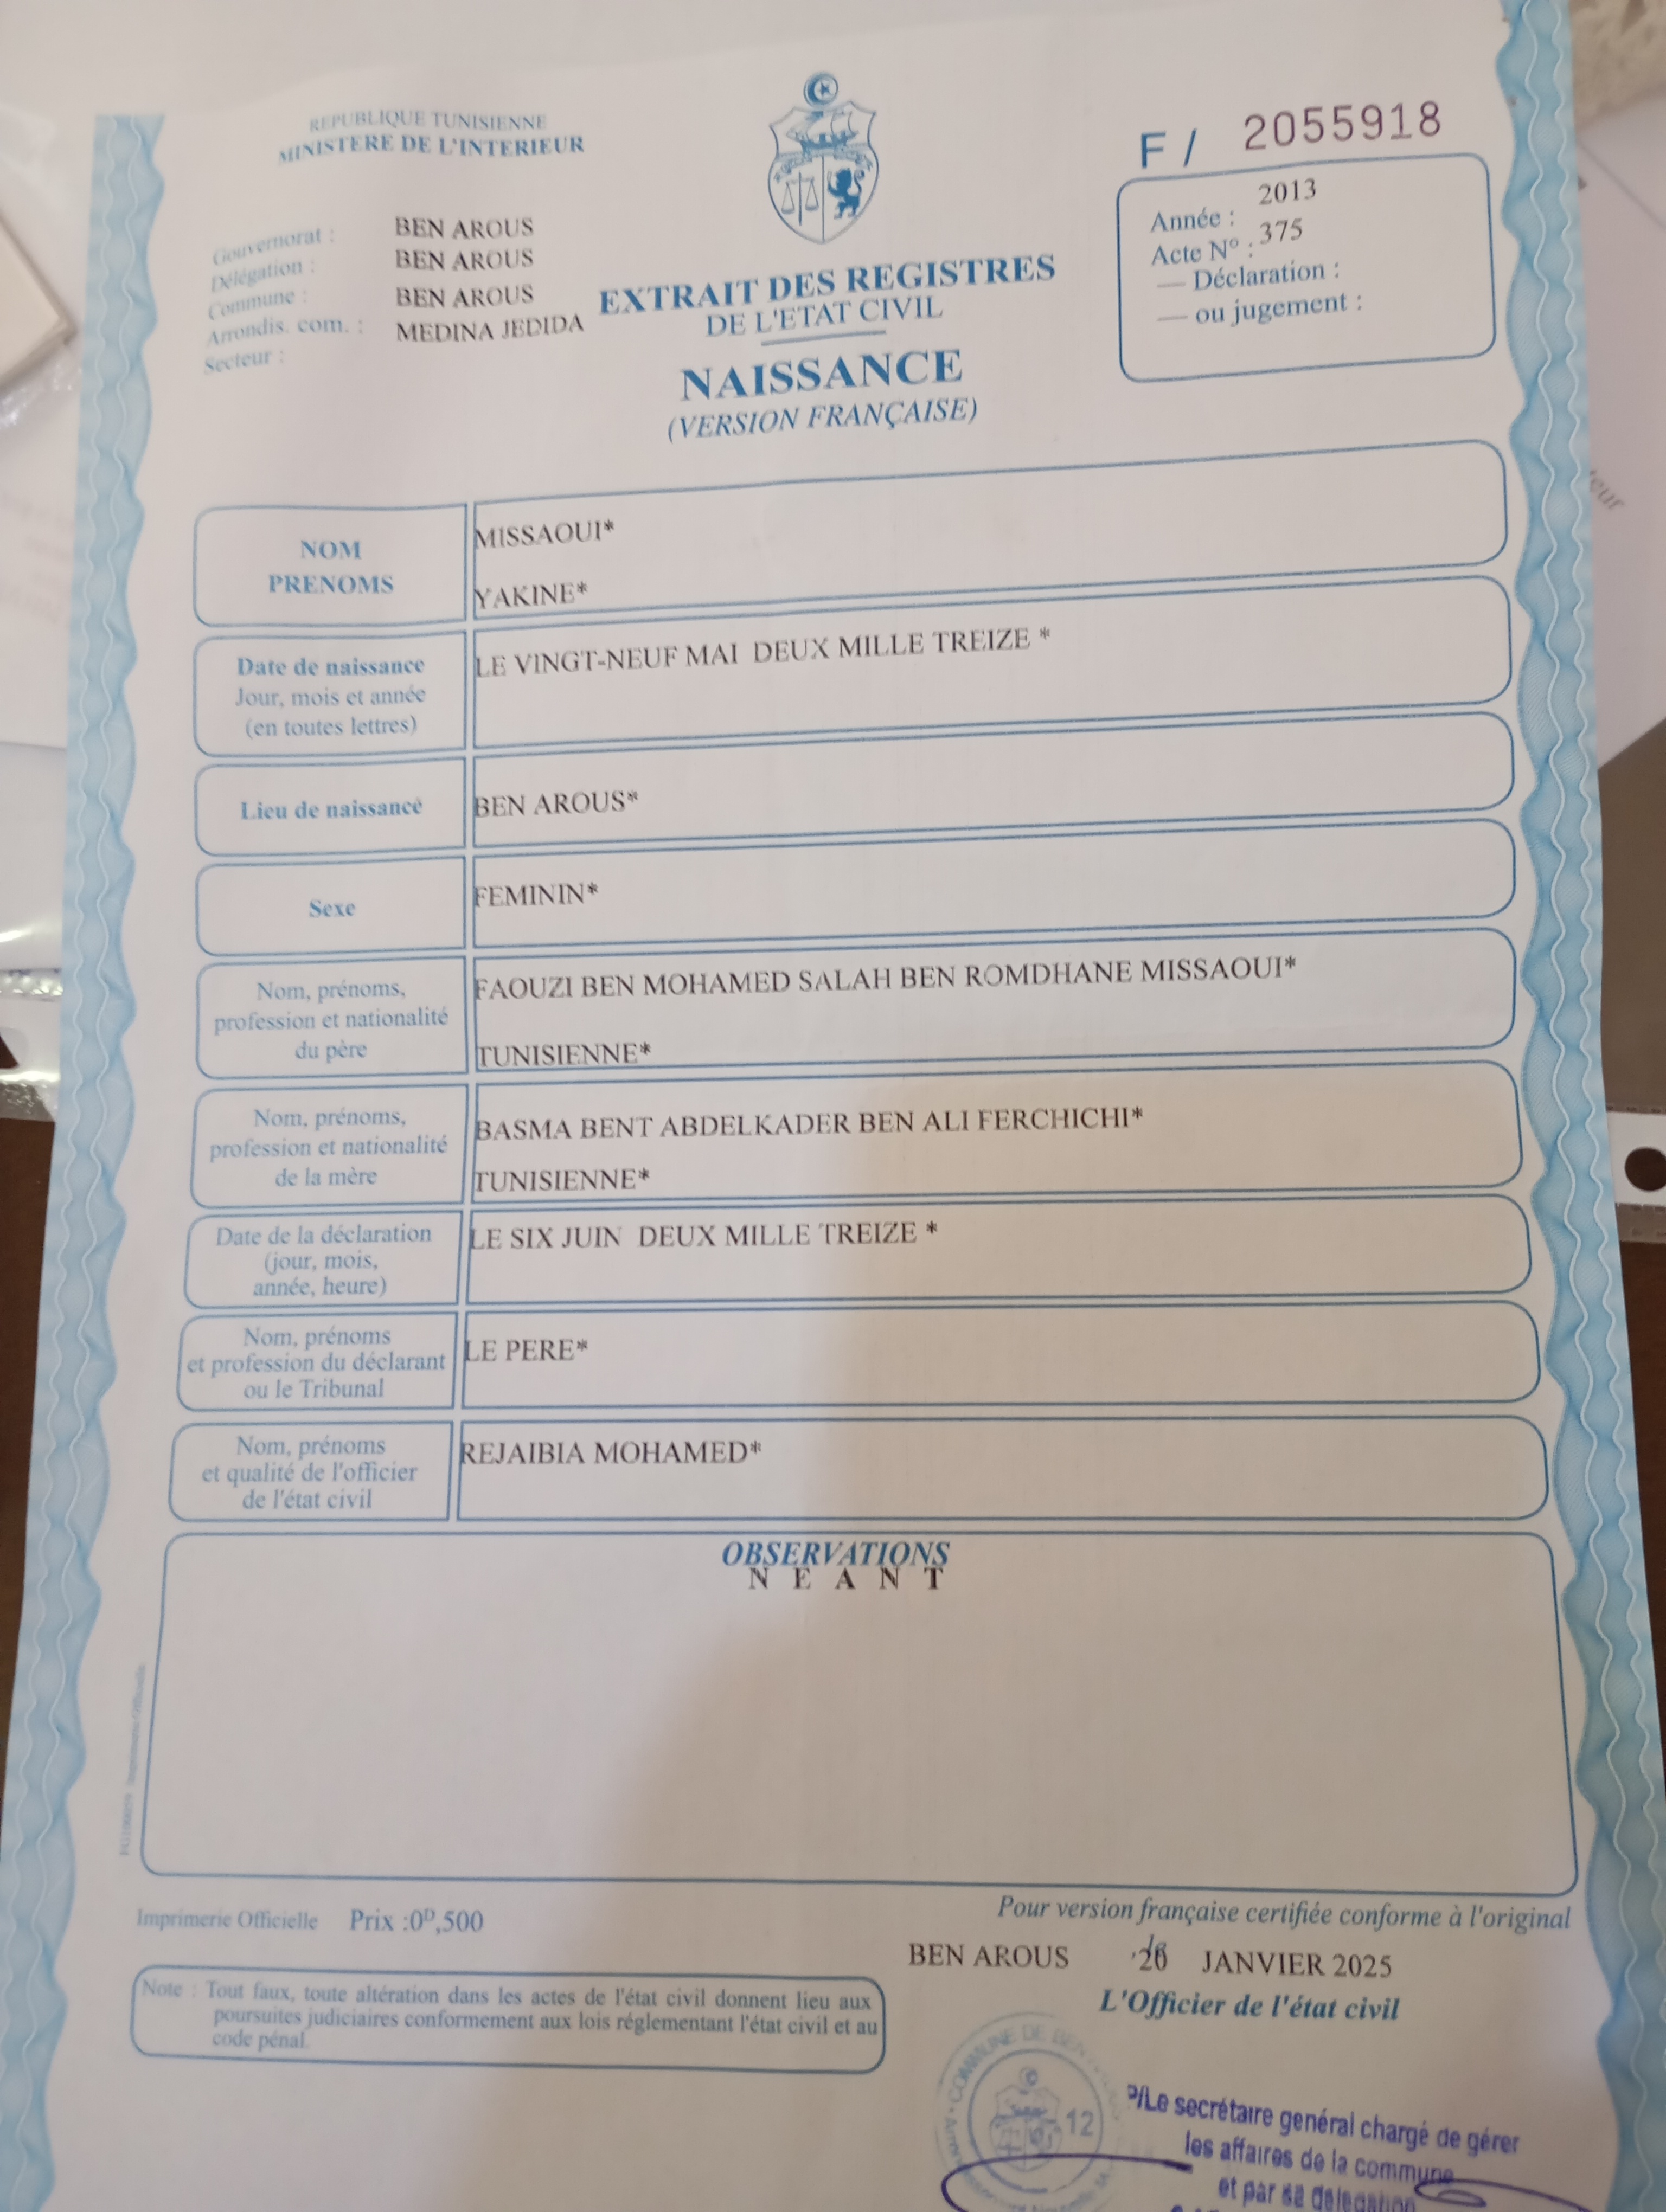 REPUBLIQUE TUNISIENNE
MINISTERE DE L'INTERIEUR
F / 2055918
Gouvernorat : BEN AROUS
Délégation : BEN AROUS
Commune : BEN AROUS
Arrondis. com. : MEDINA JEDIDA
Secteur :
Année : 2013
Acte N° : 375
— Déclaration :
— ou jugement :
EXTRAIT DES REGISTRES
DE L'ETAT CIVIL
NAISSANCE
(VERSION FRANÇAISE)
NOM
PRENOMS
MISSAOUI*
YAKINE*
Date de naissance
Jour, mois et année
(en toutes lettres)
LE VINGT-NEUF MAI DEUX MILLE TREIZE *
Lieu de naissance
BEN AROUS*
Sexe
FEMININ*
Nom, prénoms,
profession et nationalité
du père
FAOUZI BEN MOHAMED SALAH BEN ROMDHANE MISSAOUI*
TUNISIENNE*
Nom, prénoms,
profession et nationalité
de la mère
BASMA BENT ABDELKADER BEN ALI FERCHICHI*
TUNISIENNE*
Date de la déclaration
(jour, mois,
année, heure)
LE SIX JUIN DEUX MILLE TREIZE *
Nom, prénoms
et profession du déclarant
ou le Tribunal
LE PERE*
Nom, prénoms
et qualité de l'officier
de l'état civil
REJAIBIA MOHAMED*
OBSERVATIONS
N E A N T
Imprimerie Officielle Prix :0ᴰ,500
Pour version française certifiée conforme à l'original
BEN AROUS JANVIER 2025
L'Officier de l'état civil
Note : Tout faux, toute altération dans les actes de l'état civil donnent lieu aux
poursuites judiciaires conformement aux lois réglementant l'état civil et au
code pénal.
COMMUNE DE BEN
12
P/Le secrétaire genéral chargé de gérer
les affaires de la commune
et par sa delegation